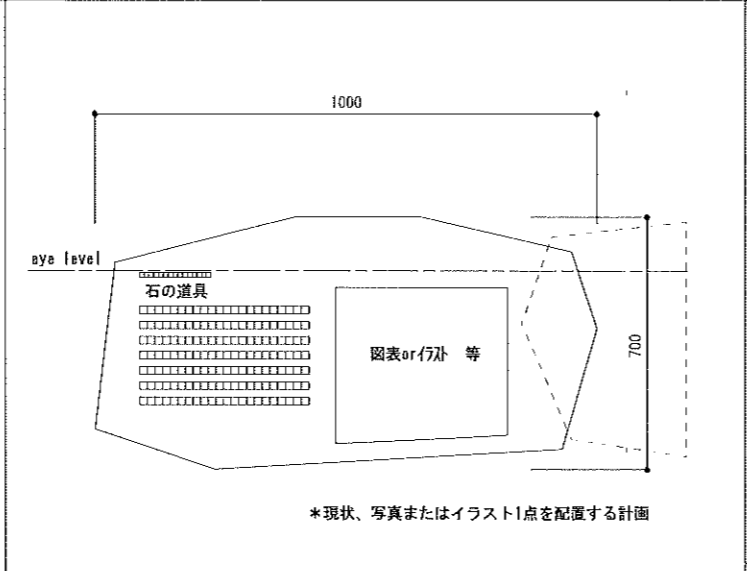 1000
eye level
石の道具
図表orイラスト 等
700
*現状、写真またはイラスト1点を配置する計画